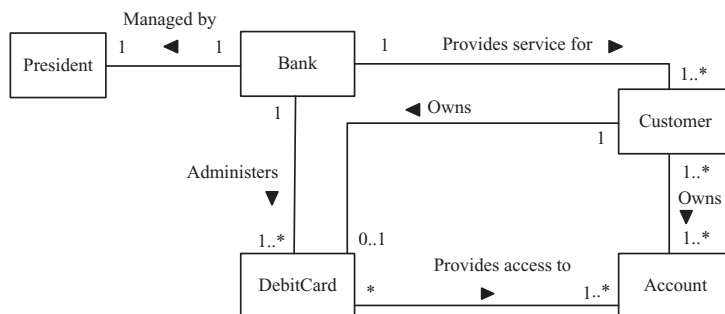 Managed by
1
1
President
Bank
1
Provides service for
1..*
Customer
1
Owns
1
1..*
Administers
Owns
1..*
0..1
1..*
DebitCard
*
Provides access to
1..*
Account